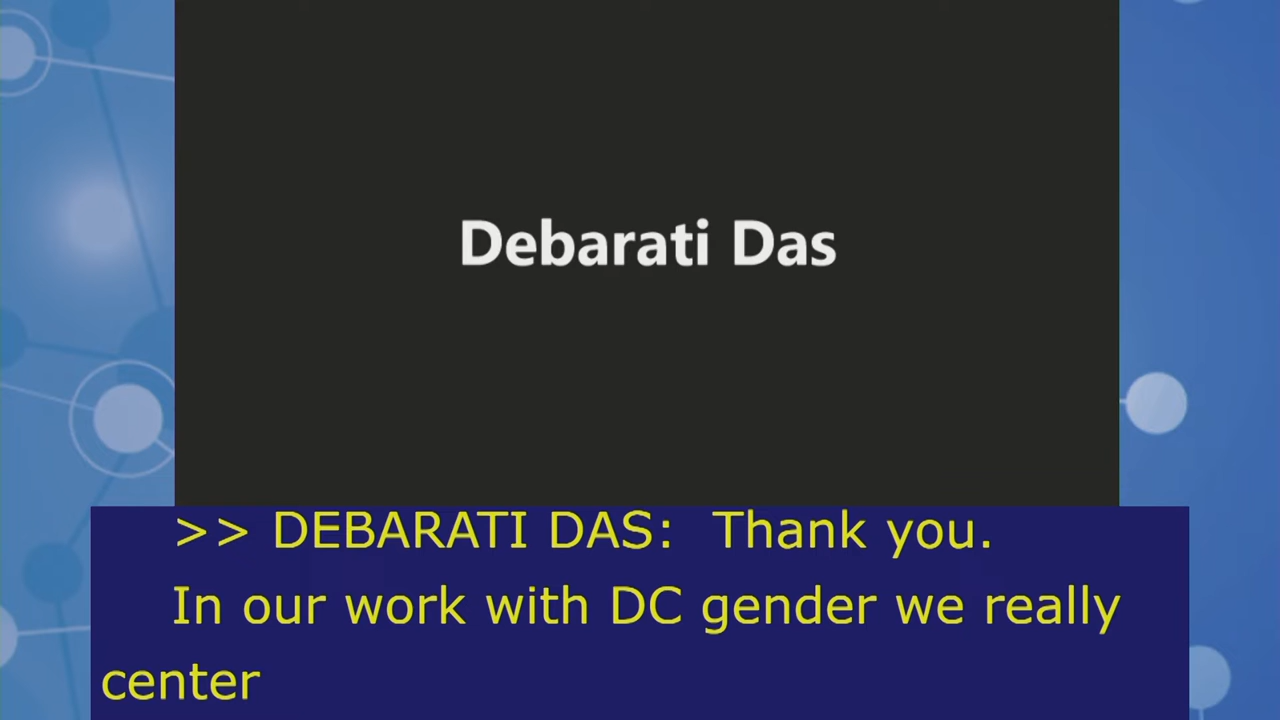 Debarati Das
>> DEBARATI DAS:  Thank you.
In our work with DC gender we really
center